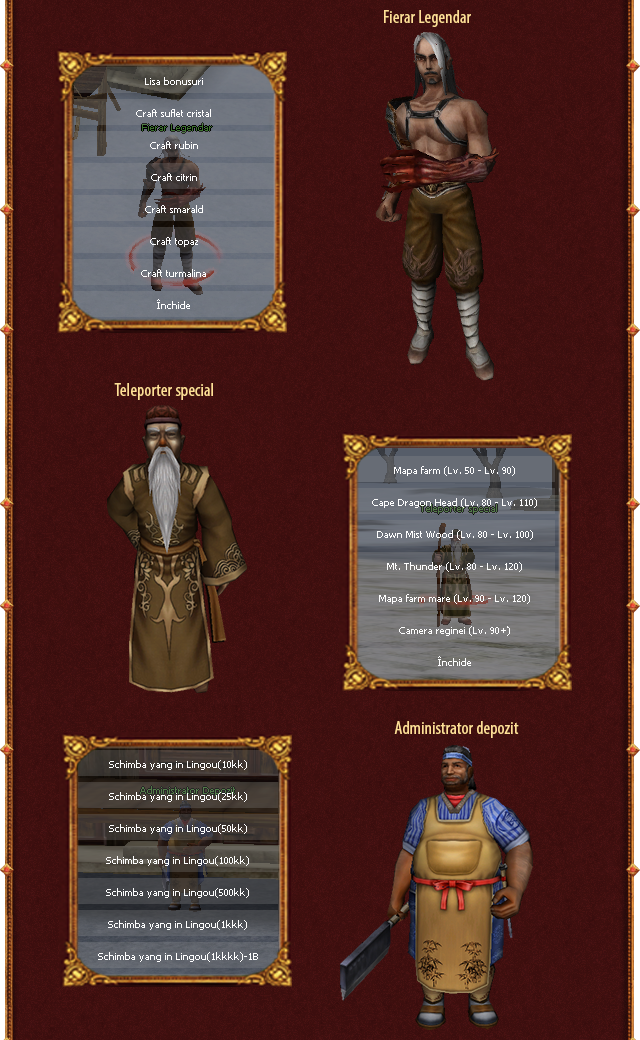 Fierar Legendar
Lisa bonusuri
Craft suflet cristal
Fierar Legendar
Craft rubin
Craft citrin
Craft smarald
Craft topaz
Craft turmalina
Închide
Teleporter special
Mapa farm (Lv. 50 - Lv. 90)
Cape Dragon Head (Lv. 80 - Lv. 110)
Teleporter special
Dawn Mist Wood (Lv. 80 - Lv. 100)
Mt. Thunder (Lv. 80 - Lv. 120)
Mapa farm mare (Lv. 90 - Lv. 120)
Camera reginei (Lv. 90+)
Închide
Administrator depozit
Schimba yang in Lingou(10kk)
Administrator Depozit
Schimba yang in Lingou(25kk)
Schimba yang in Lingou(50kk)
Schimba yang in Lingou(100kk)
Schimba yang in Lingou(500kk)
Schimba yang in Lingou(1kkk)
Schimba yang in Lingou(1kkkk)-1B